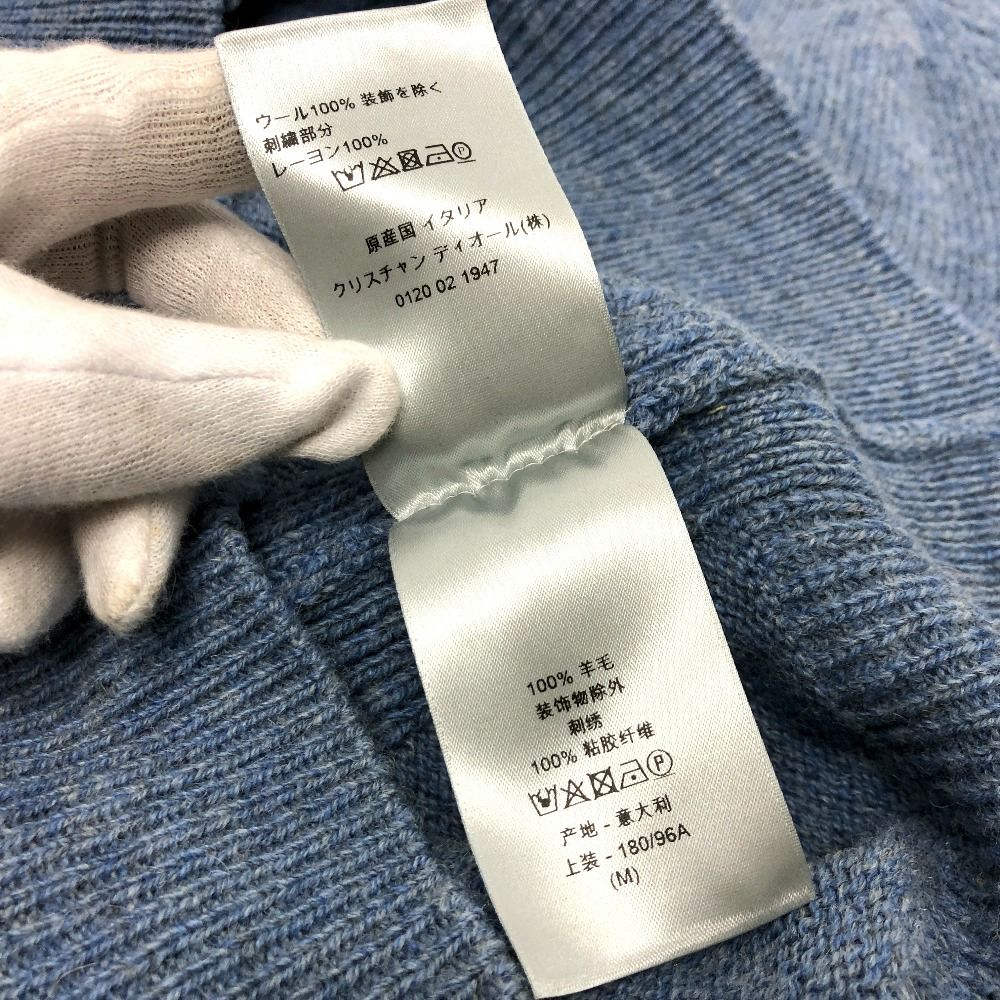 ウール100% 装飾を除く
刺繍部分
レーヨン100%
原産国 イタリア
クリスチャン ディオール(株)
0120 02 1947
100% 羊毛
装饰物除外
刺绣
100% 粘胶纤维
产地 - 意大利
上装 - 180/96A
(M)